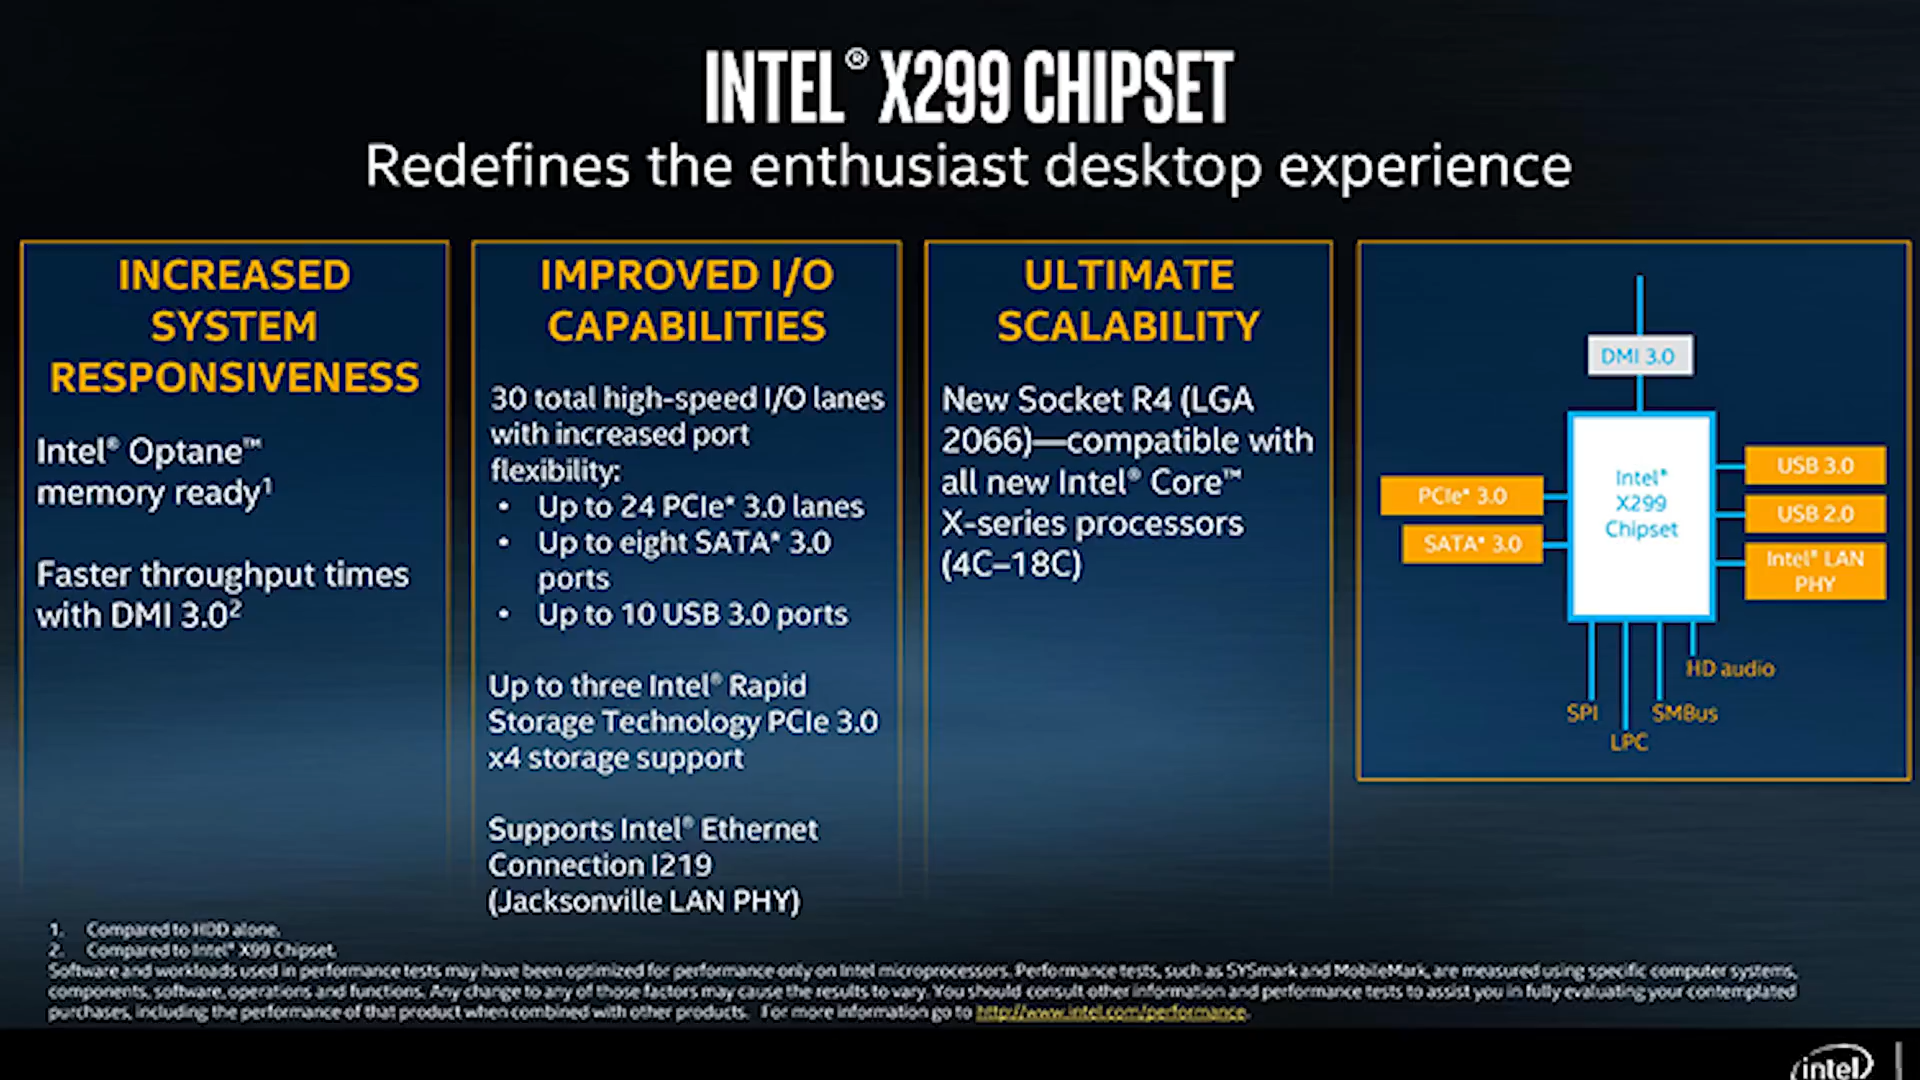 INTEL® X299 CHIPSET
Redefines the enthusiast desktop experience
INCREASED
SYSTEM
RESPONSIVENESS
Intel® Optane™
memory ready¹
Faster throughput times
with DMI 3.0²
IMPROVED I/O
CAPABILITIES
30 total high-speed I/O lanes
with increased port
flexibility:
• Up to 24 PCIe* 3.0 lanes
• Up to eight SATA* 3.0
ports
• Up to 10 USB 3.0 ports
Up to three Intel® Rapid
Storage Technology PCIe 3.0
x4 storage support
Supports Intel® Ethernet
Connection I219
(Jacksonville LAN PHY)
ULTIMATE
SCALABILITY
New Socket R4 (LGA
2066)—compatible with
all new Intel® Core™
X-series processors
(4C–18C)
DMI 3.0
Intel®
X299
Chipset
PCIe* 3.0
SATA* 3.0
USB 3.0
USB 2.0
Intel® LAN
PHY
HD audio
SPI
SMBus
LPC
1. Compared to HDD alone.
2. Compared to Intel® X99 Chipset.
Software and workloads used in performance tests may have been optimized for performance only on Intel microprocessors. Performance tests, such as SYSmark and MobileMark, are measured using specific computer systems,
components, software, operations and functions. Any change to any of those factors may cause the results to vary. You should consult other information and performance tests to assist you in fully evaluating your contemplated
purchases, including the performance of that product when combined with other products. For more information go to http://www.intel.com/performance.
intel